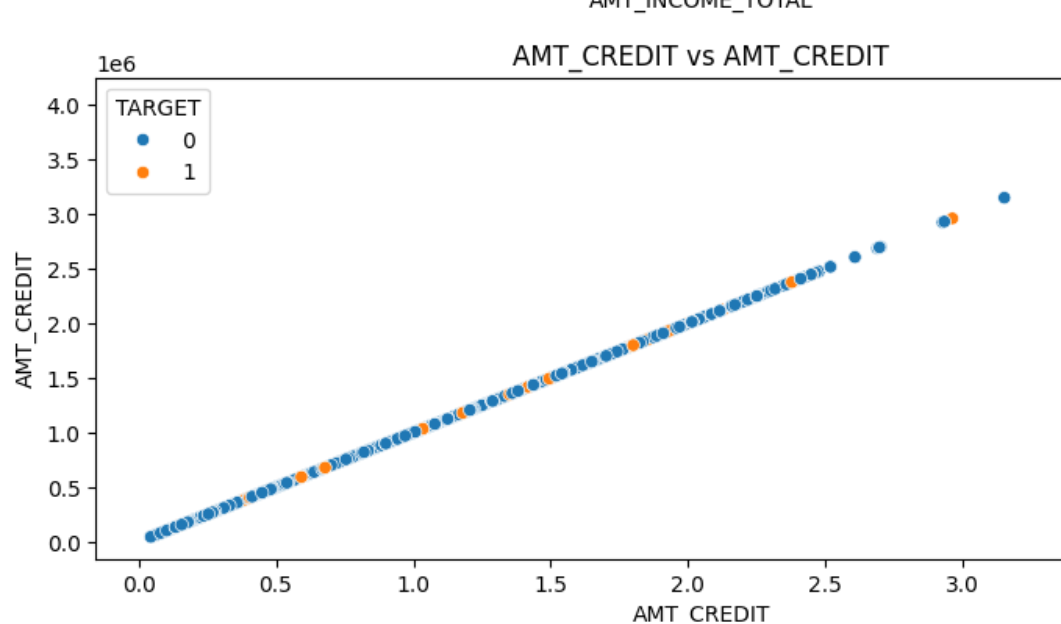 AMT_INCOME_TOTAL
AMT_CREDIT vs AMT_CREDIT
1e6
TARGET
0
1
4.0
3.5
3.0
2.5
2.0
1.5
1.0
0.5
0.0
AMT_CREDIT
0.0 0.5 1.0 1.5 2.0 2.5 3.0
AMT_CREDIT